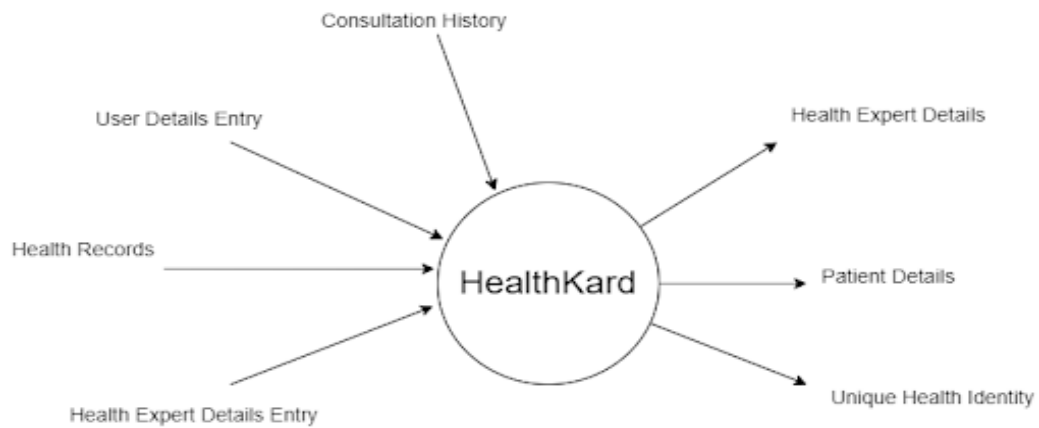 Consultation History
User Details Entry
Health Expert Details
Health Records
HealthKard
Patient Details
Unique Health Identity
Health Expert Details Entry